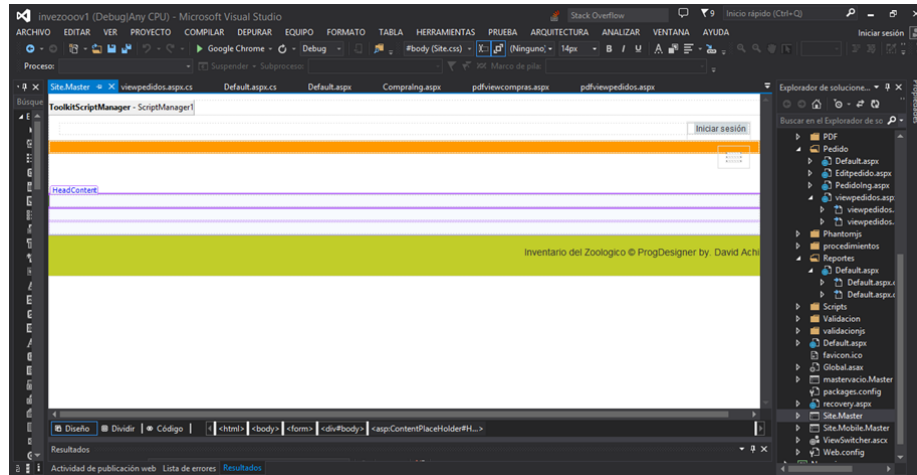 invezooov1 (Debug|Any CPU) - Microsoft Visual Studio
Stack Overflow
9
Inicio rápido (Ctrl+Q)
ARCHIVO EDITAR VER PROYECTO COMPILAR DEPURAR EQUIPO FORMATO TABLA HERRAMIENTAS PRUEBA ARQUITECTURA ANALIZAR VENTANA AYUDA
Iniciar sesión
Google Chrome Debug #body (Site.css) (Ninguno) 14px B I U A
Proceso: Suspender Subproceso: Marco de pila:
Site.Master viewpedidos.aspx.cs Default.aspx.cs Default.aspx CompraIng.aspx pdfviewcompras.aspx pdfviewpedidos.aspx
Explorador de solucione...
Búsque
ToolkitScriptManager - ScriptManager1
Buscar en el Explorador de so
Iniciar sesión
HeadContent
Inventario del Zoologico © ProgDesigner by. David Achi
PDF
Pedido
Default.aspx
Editpedido.aspx
PedidoIng.aspx
viewpedidos.asp
viewpedidos.
viewpedidos.
Phantomjs
procedimientos
Reportes
Default.aspx
Default.aspx.
Default.aspx.
Scripts
Validacion
validacionjs
Default.aspx
favicon.ico
Global.asax
mastervacio.Master
packages.config
recovery.aspx
Site.Master
Site.Mobile.Master
ViewSwitcher.ascx
Web.config
Diseño Dividir Código <html> <body> <form> <div#body> <asp:ContentPlaceHolder#H...>
Resultados
Actividad de publicación web Lista de errores Resultados